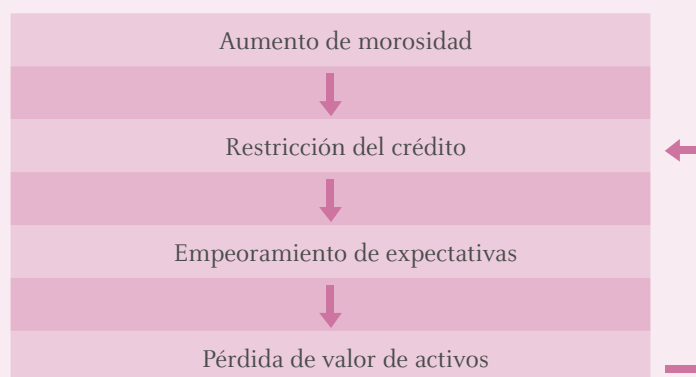 Aumento de morosidad
Restricción del crédito
Empeoramiento de expectativas
Pérdida de valor de activos